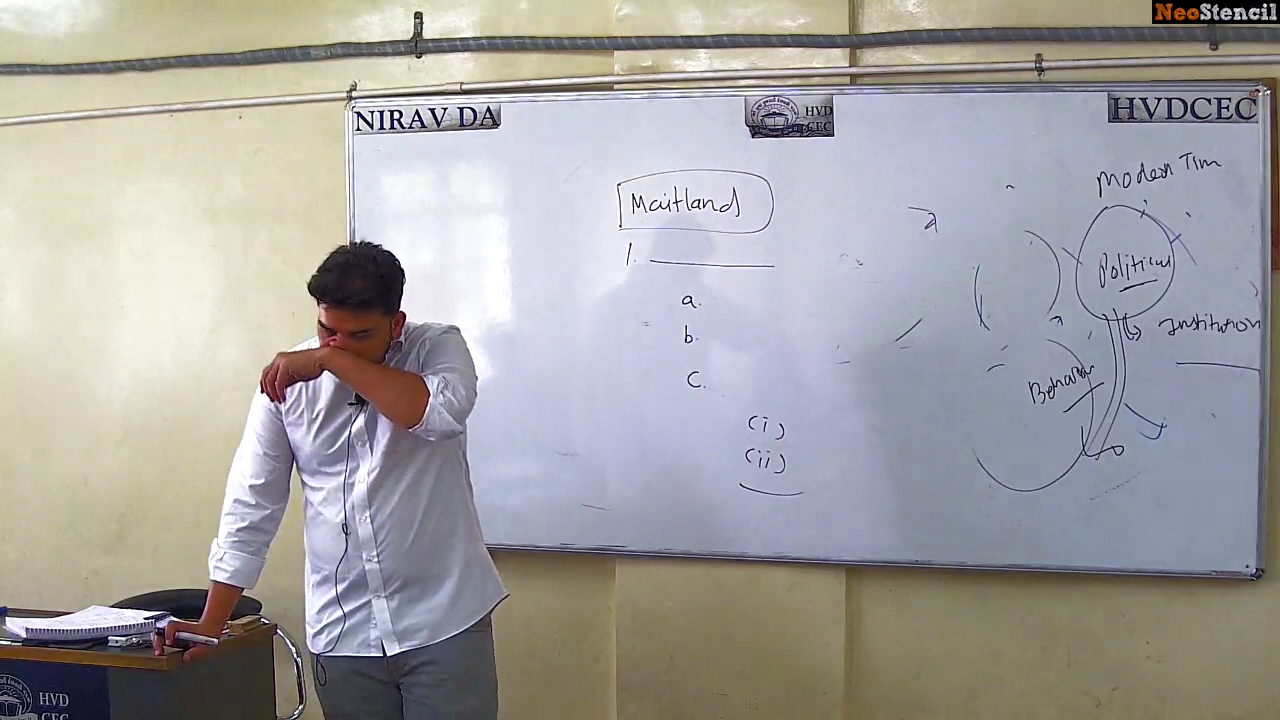 NeoStencil
NIRAV DA
HVD
CEC
HVDCEC
Maitland
1.
a.
b.
c.
(i)
(ii)
Modern Tim
Political
Institution
Behavior
HVD
CEC